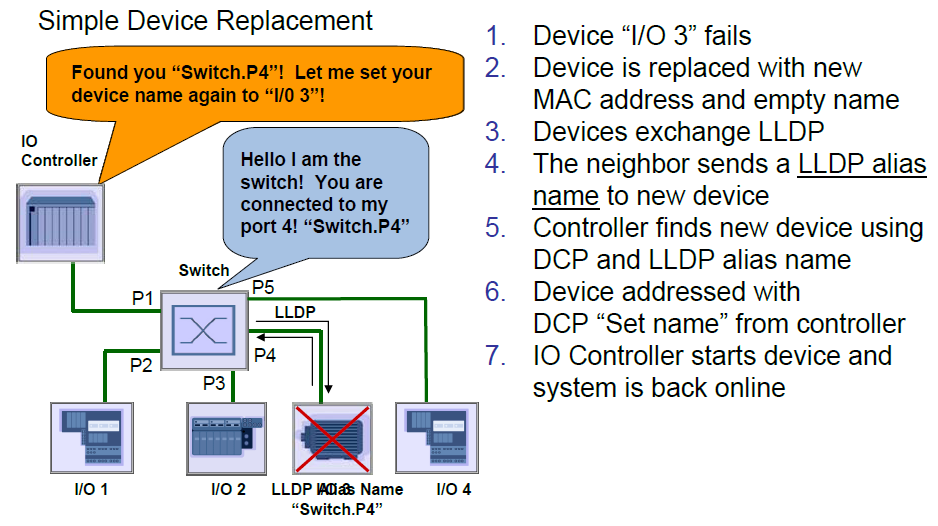 Simple Device Replacement
Found you “Switch.P4”! Let me set your
device name again to “I/0 3”!
IO
Controller
Hello I am the
switch! You are
connected to my
port 4! “Switch.P4”
Switch
P1
P5
LLDP
P4
P2
P3
I/O 1
I/O 2
LLDP Alias Name
I/O 3
“Switch.P4”
I/O 4
1. Device “I/O 3” fails
2. Device is replaced with new
MAC address and empty name
3. Devices exchange LLDP
4. The neighbor sends a LLDP alias
name to new device
5. Controller finds new device using
DCP and LLDP alias name
6. Device addressed with
DCP “Set name” from controller
7. IO Controller starts device and
system is back online